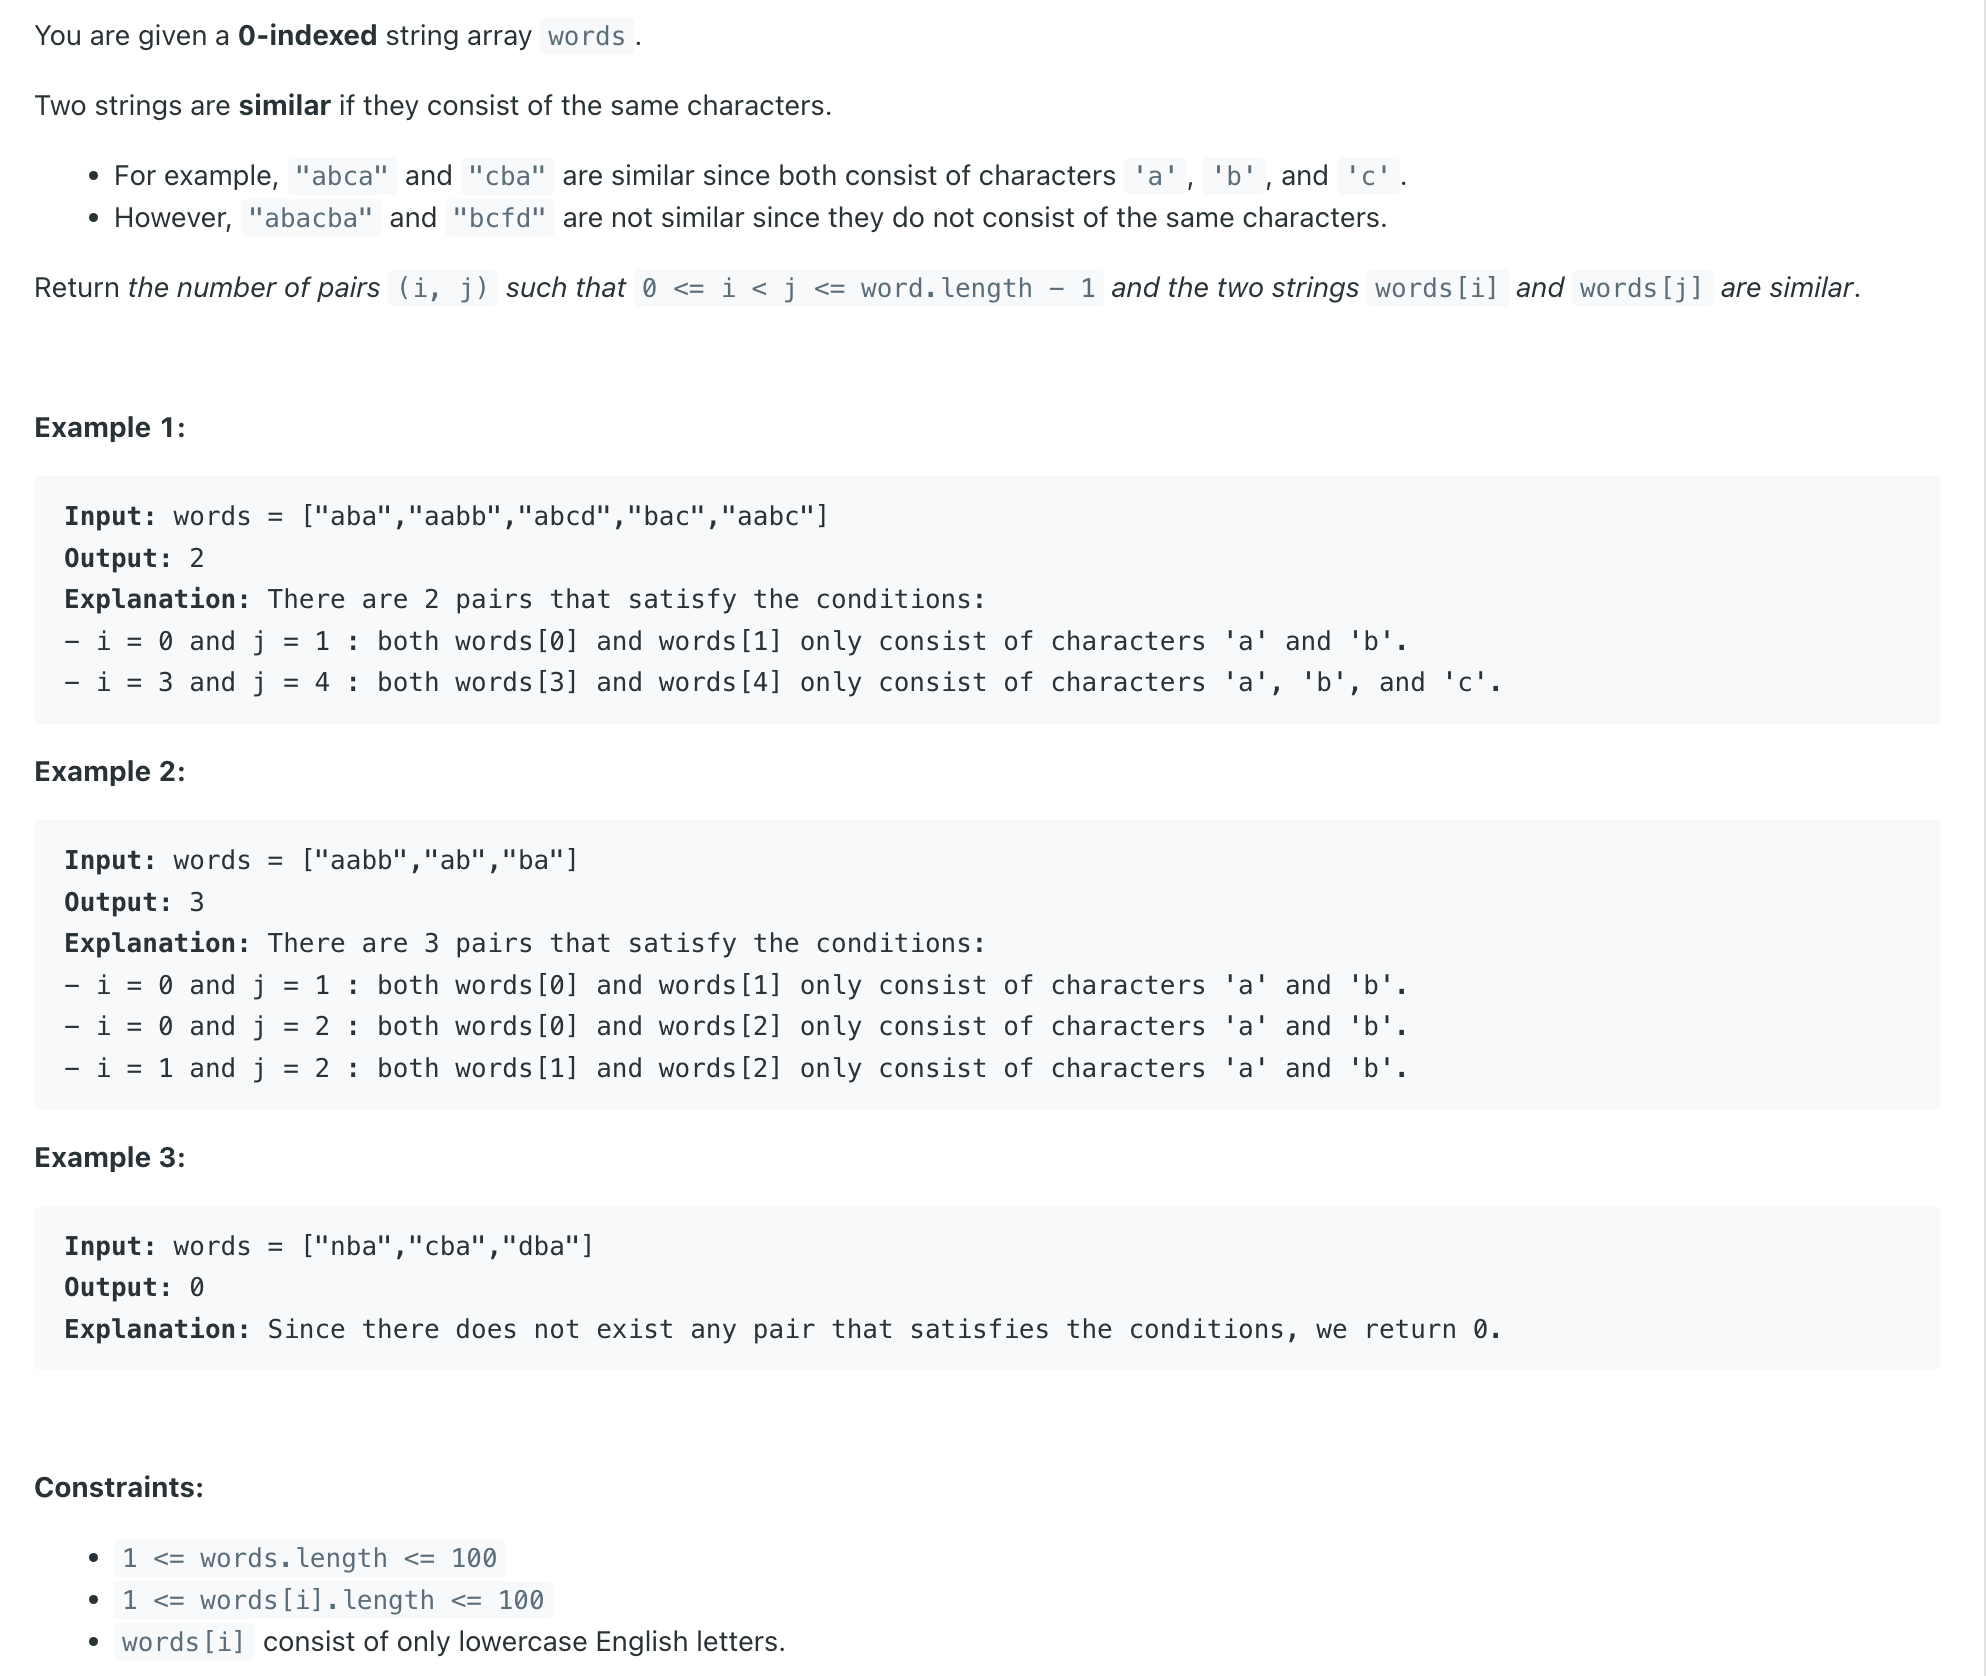 You are given a 0-indexed string array words.
Two strings are similar if they consist of the same characters.
• For example, "abca" and "cba" are similar since both consist of characters 'a', 'b', and 'c'.
• However, "abacba" and "bcfd" are not similar since they do not consist of the same characters.
Return the number of pairs (i, j) such that 0 <= i < j <= word.length - 1 and the two strings words[i] and words[j] are similar.
Example 1:
Input: words = ["aba","aabb","abcd","bac","aabc"]
Output: 2
Explanation: There are 2 pairs that satisfy the conditions:
- i = 0 and j = 1 : both words[0] and words[1] only consist of characters 'a' and 'b'.
- i = 3 and j = 4 : both words[3] and words[4] only consist of characters 'a', 'b', and 'c'.
Example 2:
Input: words = ["aabb","ab","ba"]
Output: 3
Explanation: There are 3 pairs that satisfy the conditions:
- i = 0 and j = 1 : both words[0] and words[1] only consist of characters 'a' and 'b'.
- i = 0 and j = 2 : both words[0] and words[2] only consist of characters 'a' and 'b'.
- i = 1 and j = 2 : both words[1] and words[2] only consist of characters 'a' and 'b'.
Example 3:
Input: words = ["nba","cba","dba"]
Output: 0
Explanation: Since there does not exist any pair that satisfies the conditions, we return 0.
Constraints:
• 1 <= words.length <= 100
• 1 <= words[i].length <= 100
• words[i] consist of only lowercase English letters.